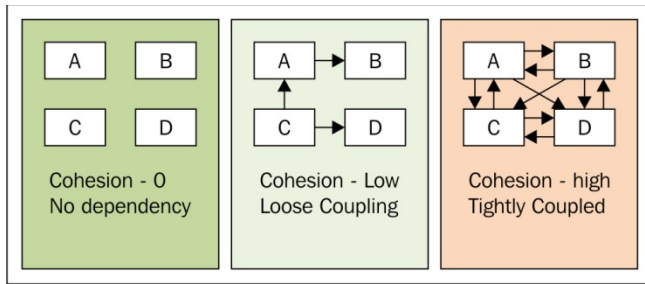 A B
C D
Cohesion - 0
No dependency
A B
C D
Cohesion - Low
Loose Coupling
A B
C D
Cohesion - high
Tightly Coupled